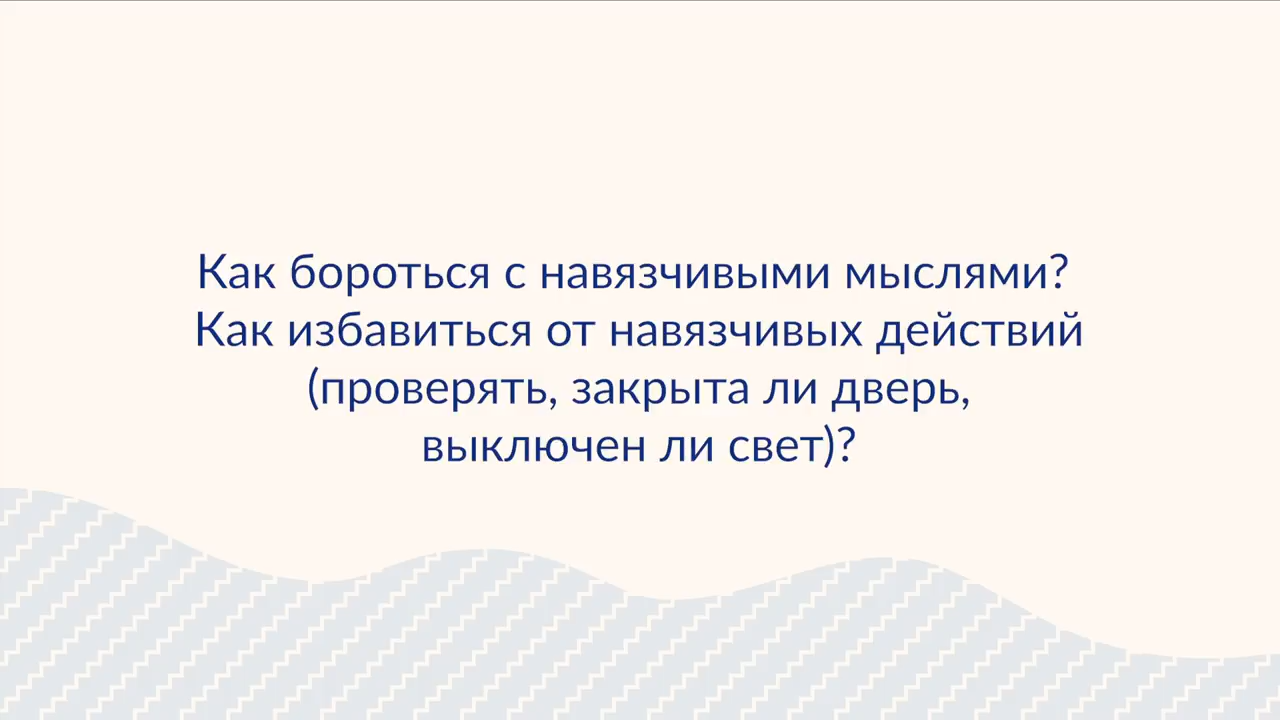 Как бороться с навязчивыми мыслями?
Как избавиться от навязчивых действий
(проверять, закрыта ли дверь,
выключен ли свет)?